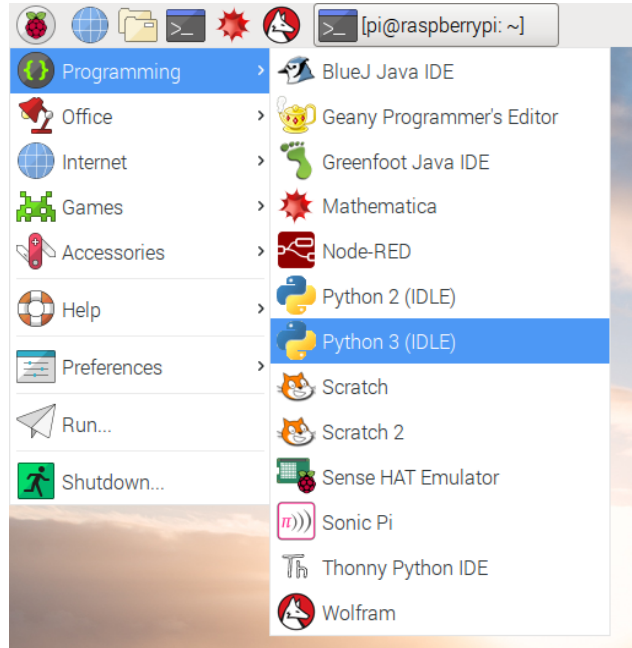 [pi@raspberrypi: ~]
Programming
Office
Internet
Games
Accessories
Help
Preferences
Run...
Shutdown...
BlueJ Java IDE
Geany Programmer's Editor
Greenfoot Java IDE
Mathematica
Node-RED
Python 2 (IDLE)
Python 3 (IDLE)
Scratch
Scratch 2
Sense HAT Emulator
Sonic Pi
Thonny Python IDE
Wolfram